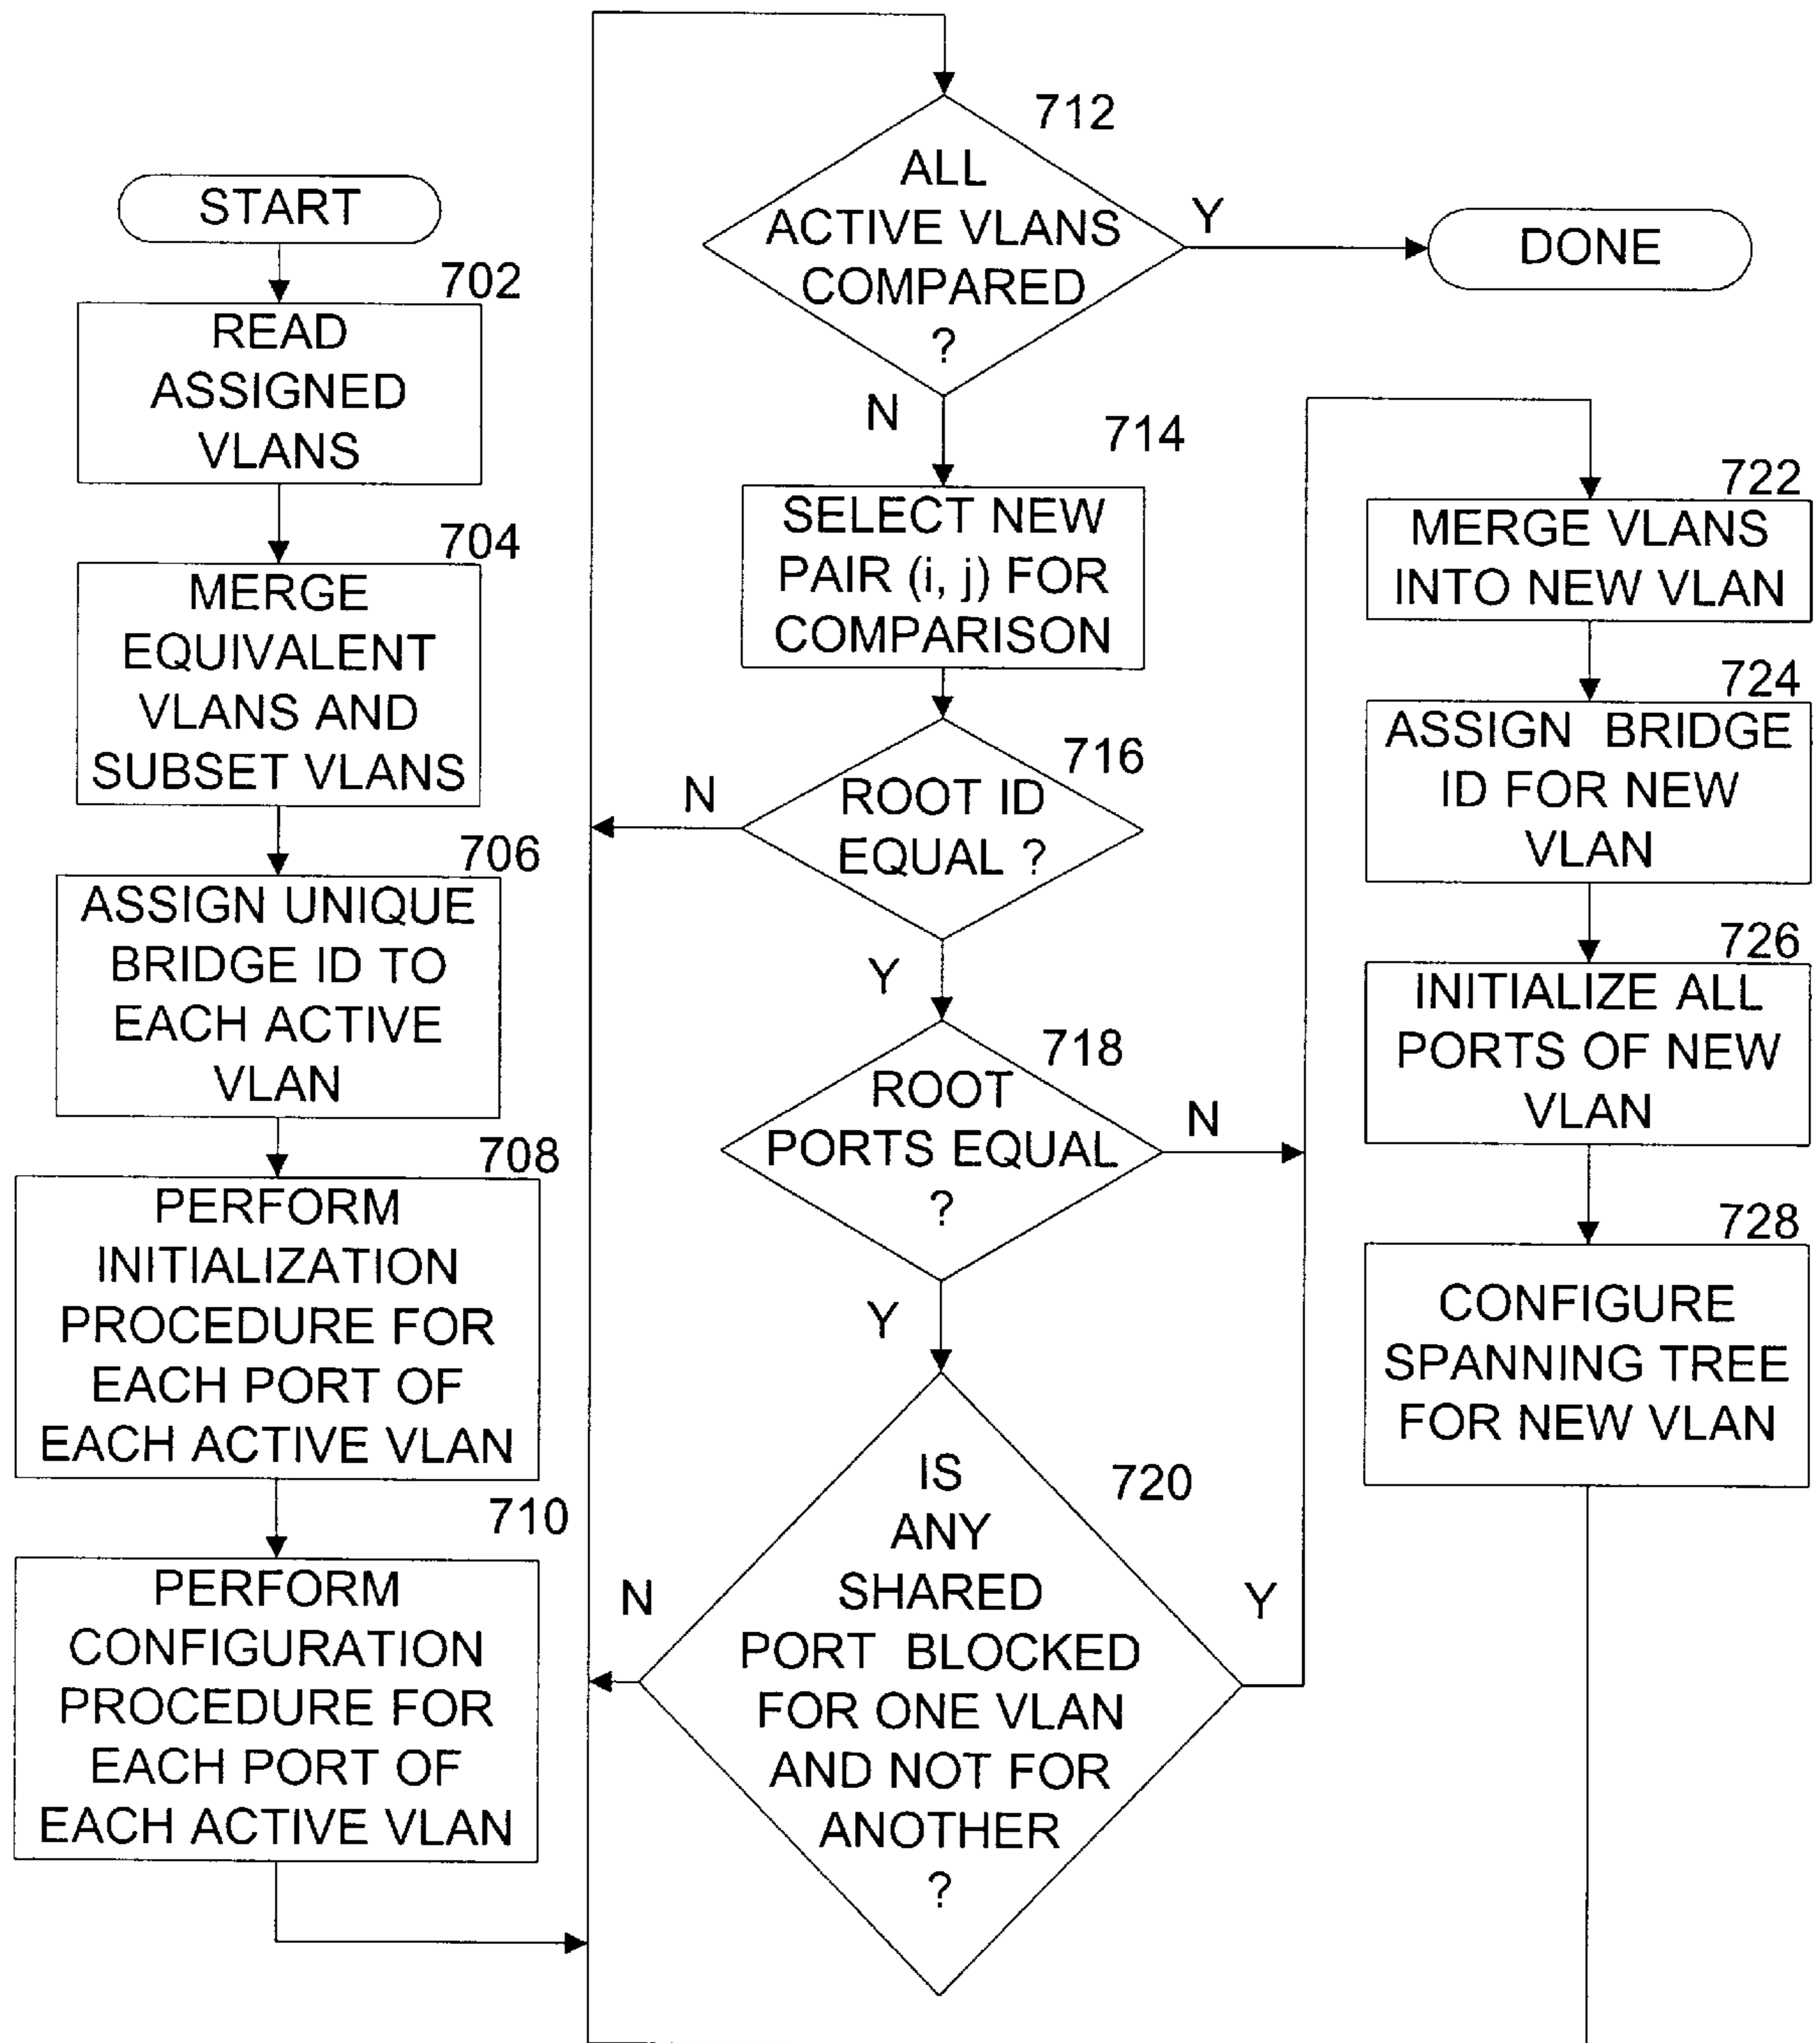 START
702
READ
ASSIGNED
VLANS
704
MERGE
EQUIVALENT
VLANS AND
SUBSET VLANS
706
ASSIGN UNIQUE
BRIDGE ID TO
EACH ACTIVE
VLAN
708
PERFORM
INITIALIZATION
PROCEDURE FOR
EACH PORT OF
EACH ACTIVE VLAN
710
PERFORM
CONFIGURATION
PROCEDURE FOR
EACH PORT OF
EACH ACTIVE VLAN
712
ALL
ACTIVE VLANS
COMPARED
?
Y
DONE
N
714
SELECT NEW
PAIR (i, j) FOR
COMPARISON
716
ROOT ID
EQUAL ?
N
Y
718
ROOT
PORTS EQUAL
?
N
Y
720
IS
ANY
SHARED
PORT BLOCKED
FOR ONE VLAN
AND NOT FOR
ANOTHER
?
N
Y
722
MERGE VLANS
INTO NEW VLAN
724
ASSIGN BRIDGE
ID FOR NEW
VLAN
726
INITIALIZE ALL
PORTS OF NEW
VLAN
728
CONFIGURE
SPANNING TREE
FOR NEW VLAN